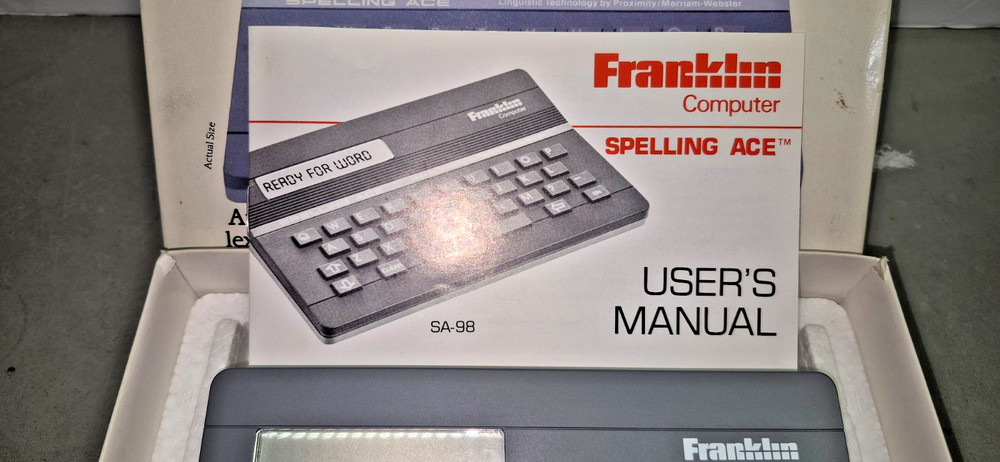 SPELLING ACE
Linguistic Technology by Proximity/Merriam-Webster
Actual Size
Franklin
Computer
SPELLING ACE™
Franklin
Computer
READY FOR WORD
O P
USER'S
MANUAL
SA-98
Franklin